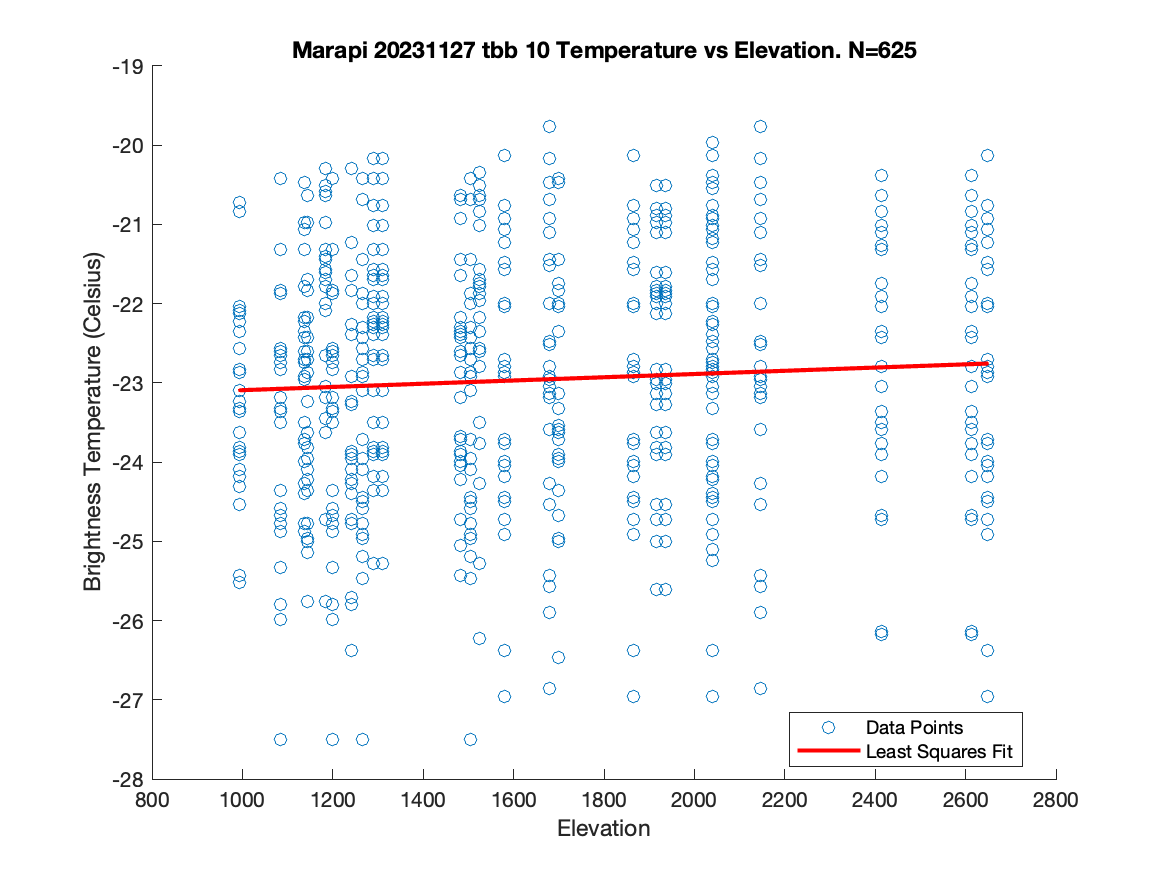 Marapi 20231127 tbb 10 Temperature vs Elevation. N=625
-19
-20
-21
-22
-23
-24
-25
-26
-27
-28
Brightness Temperature (Celsius)
Data Points
Least Squares Fit
800 1000 1200 1400 1600 1800 2000 2200 2400 2600 2800
Elevation